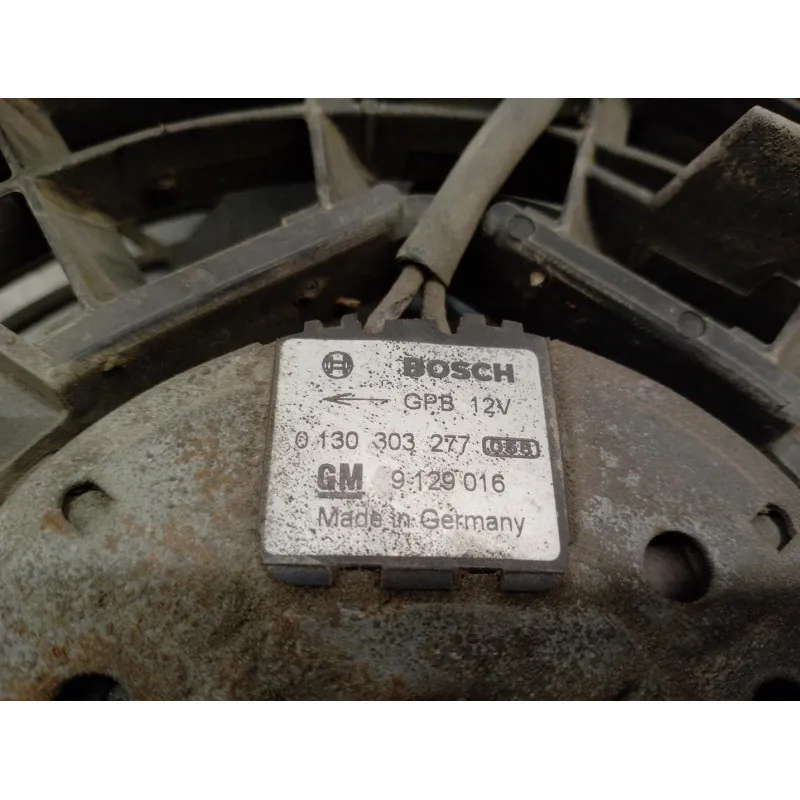 BOSCH
GPB 12V
0 130 303 277
GM 9 129 016
Made in Germany